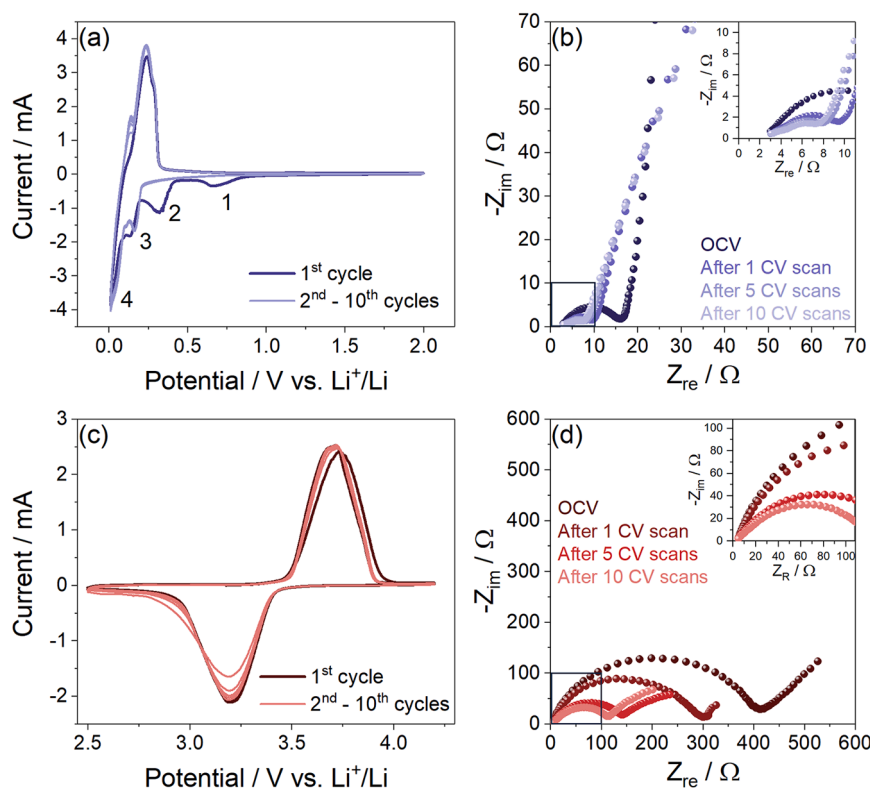 (a)
Current / mA
4
3
2
1
0
-1
-2
-3
-4
1
2
3
4
1st cycle
2nd - 10th cycles
0.0 0.5 1.0 1.5 2.0
Potential / V vs. Li+/Li
(b)
-Zim / Ω
70
60
50
40
30
20
10
0
-Zim / Ω
10
8
6
4
2
0
0 2 4 6 8 10
Zre / Ω
OCV
After 1 CV scan
After 5 CV scans
After 10 CV scans
0 10 20 30 40 50 60 70
Zre / Ω
(c)
Current / mA
3
2
1
0
-1
-2
1st cycle
2nd - 10th cycles
2.5 3.0 3.5 4.0
Potential / V vs. Li+/Li
(d)
-Zim / Ω
600
500
400
300
200
100
0
-Zim / Ω
100
80
60
40
20
0
0 20 40 60 80 100
ZR / Ω
OCV
After 1 CV scan
After 5 CV scans
After 10 CV scans
0 100 200 300 400 500 600
Zre / Ω